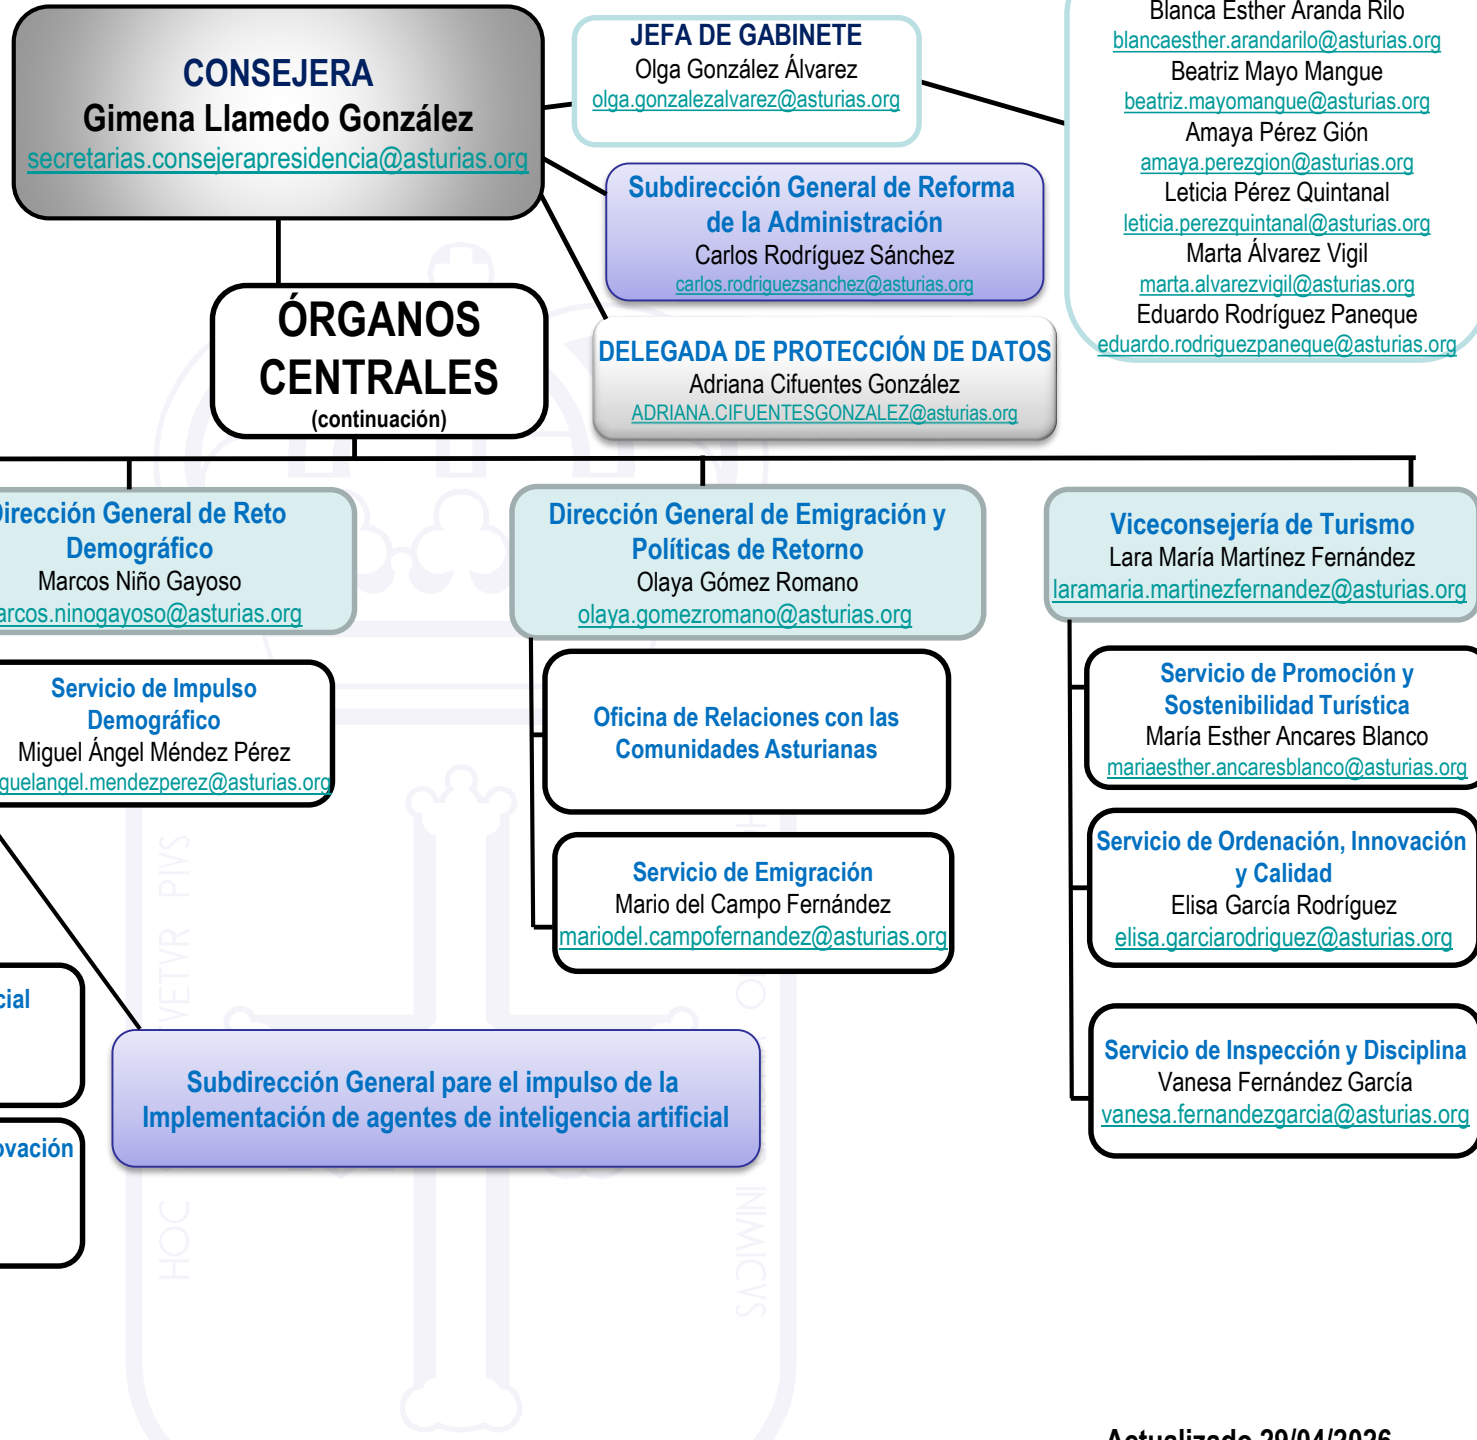 CONSEJERA
Gimena Llamedo González
secretarias.consejerapresidencia@asturias.org
JEFA DE GABINETE
Olga González Álvarez
olga.gonzalezalvarez@asturias.org
Blanca Esther Aranda Rilo
blancaesther.arandarilo@asturias.org
Beatriz Mayo Mangue
beatriz.mayomangue@asturias.org
Amaya Pérez Gión
amaya.perezgion@asturias.org
Leticia Pérez Quintanal
leticia.perezquintanal@asturias.org
Marta Álvarez Vigil
marta.alvarezvigil@asturias.org
Eduardo Rodríguez Paneque
eduardo.rodriguezpaneque@asturias.org
Subdirección General de Reforma
de la Administración
Carlos Rodríguez Sánchez
carlos.rodriguezsanchez@asturias.org
DELEGADA DE PROTECCIÓN DE DATOS
Adriana Cifuentes González
ADRIANA.CIFUENTESGONZALEZ@asturias.org
ÓRGANOS
CENTRALES
(continuación)
Dirección General de Reto
Demográfico
Marcos Niño Gayoso
arcos.ninogayoso@asturias.org
Servicio de Impulso
Demográfico
Miguel Ángel Méndez Pérez
guelangel.mendezperez@asturias.org
Dirección General de Emigración y
Políticas de Retorno
Olaya Gómez Romano
olaya.gomezromano@asturias.org
Oficina de Relaciones con las
Comunidades Asturianas
Servicio de Emigración
Mario del Campo Fernández
mariodel.campofernandez@asturias.org
Viceconsejería de Turismo
Lara María Martínez Fernández
laramaria.martinezfernandez@asturias.org
Servicio de Promoción y
Sostenibilidad Turística
María Esther Ancares Blanco
mariaesther.ancaresblanco@asturias.org
Servicio de Ordenación, Innovación
y Calidad
Elisa García Rodríguez
elisa.garciarodriguez@asturias.org
Servicio de Inspección y Disciplina
Vanesa Fernández García
vanesa.fernandezgarcia@asturias.org
cial
ovación
Subdirección General pare el impulso de la
Implementación de agentes de inteligencia artificial
HOC VETVR PIVS
INIMICVS
Actualizado 29/04/2026